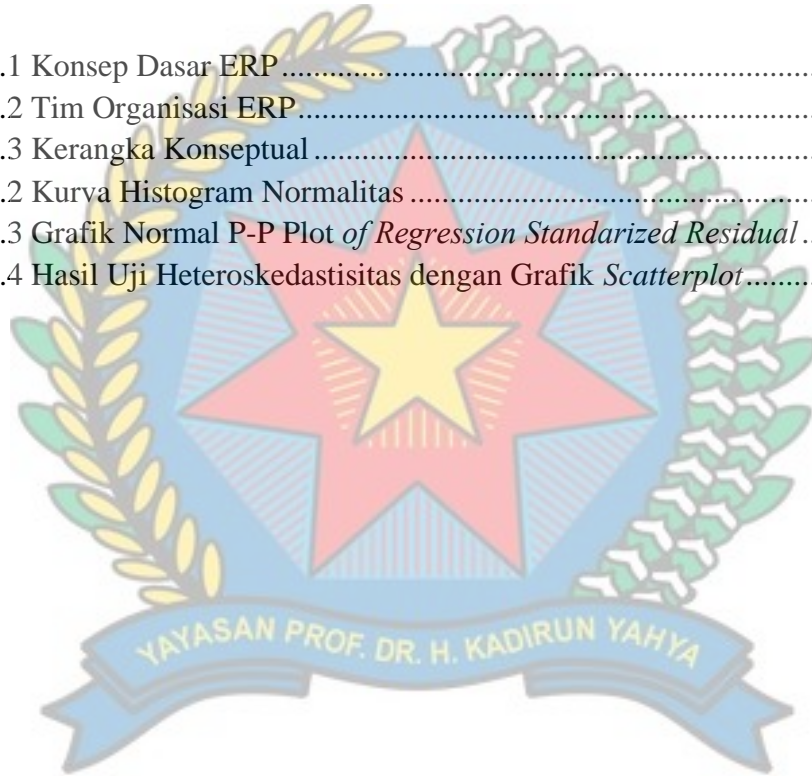 .1 Konsep Dasar ERP....................................................................
.2 Tim Organisasi ERP..................................................................
.3 Kerangka Konseptual................................................................
.2 Kurva Histogram Normalitas....................................................
.3 Grafik Normal P-P Plot of Regression Standarized Residual..
.4 Hasil Uji Heteroskedastisitas dengan Grafik Scatterplot.........
YAYASAN PROF. DR. H. KADIRUN YAHYA